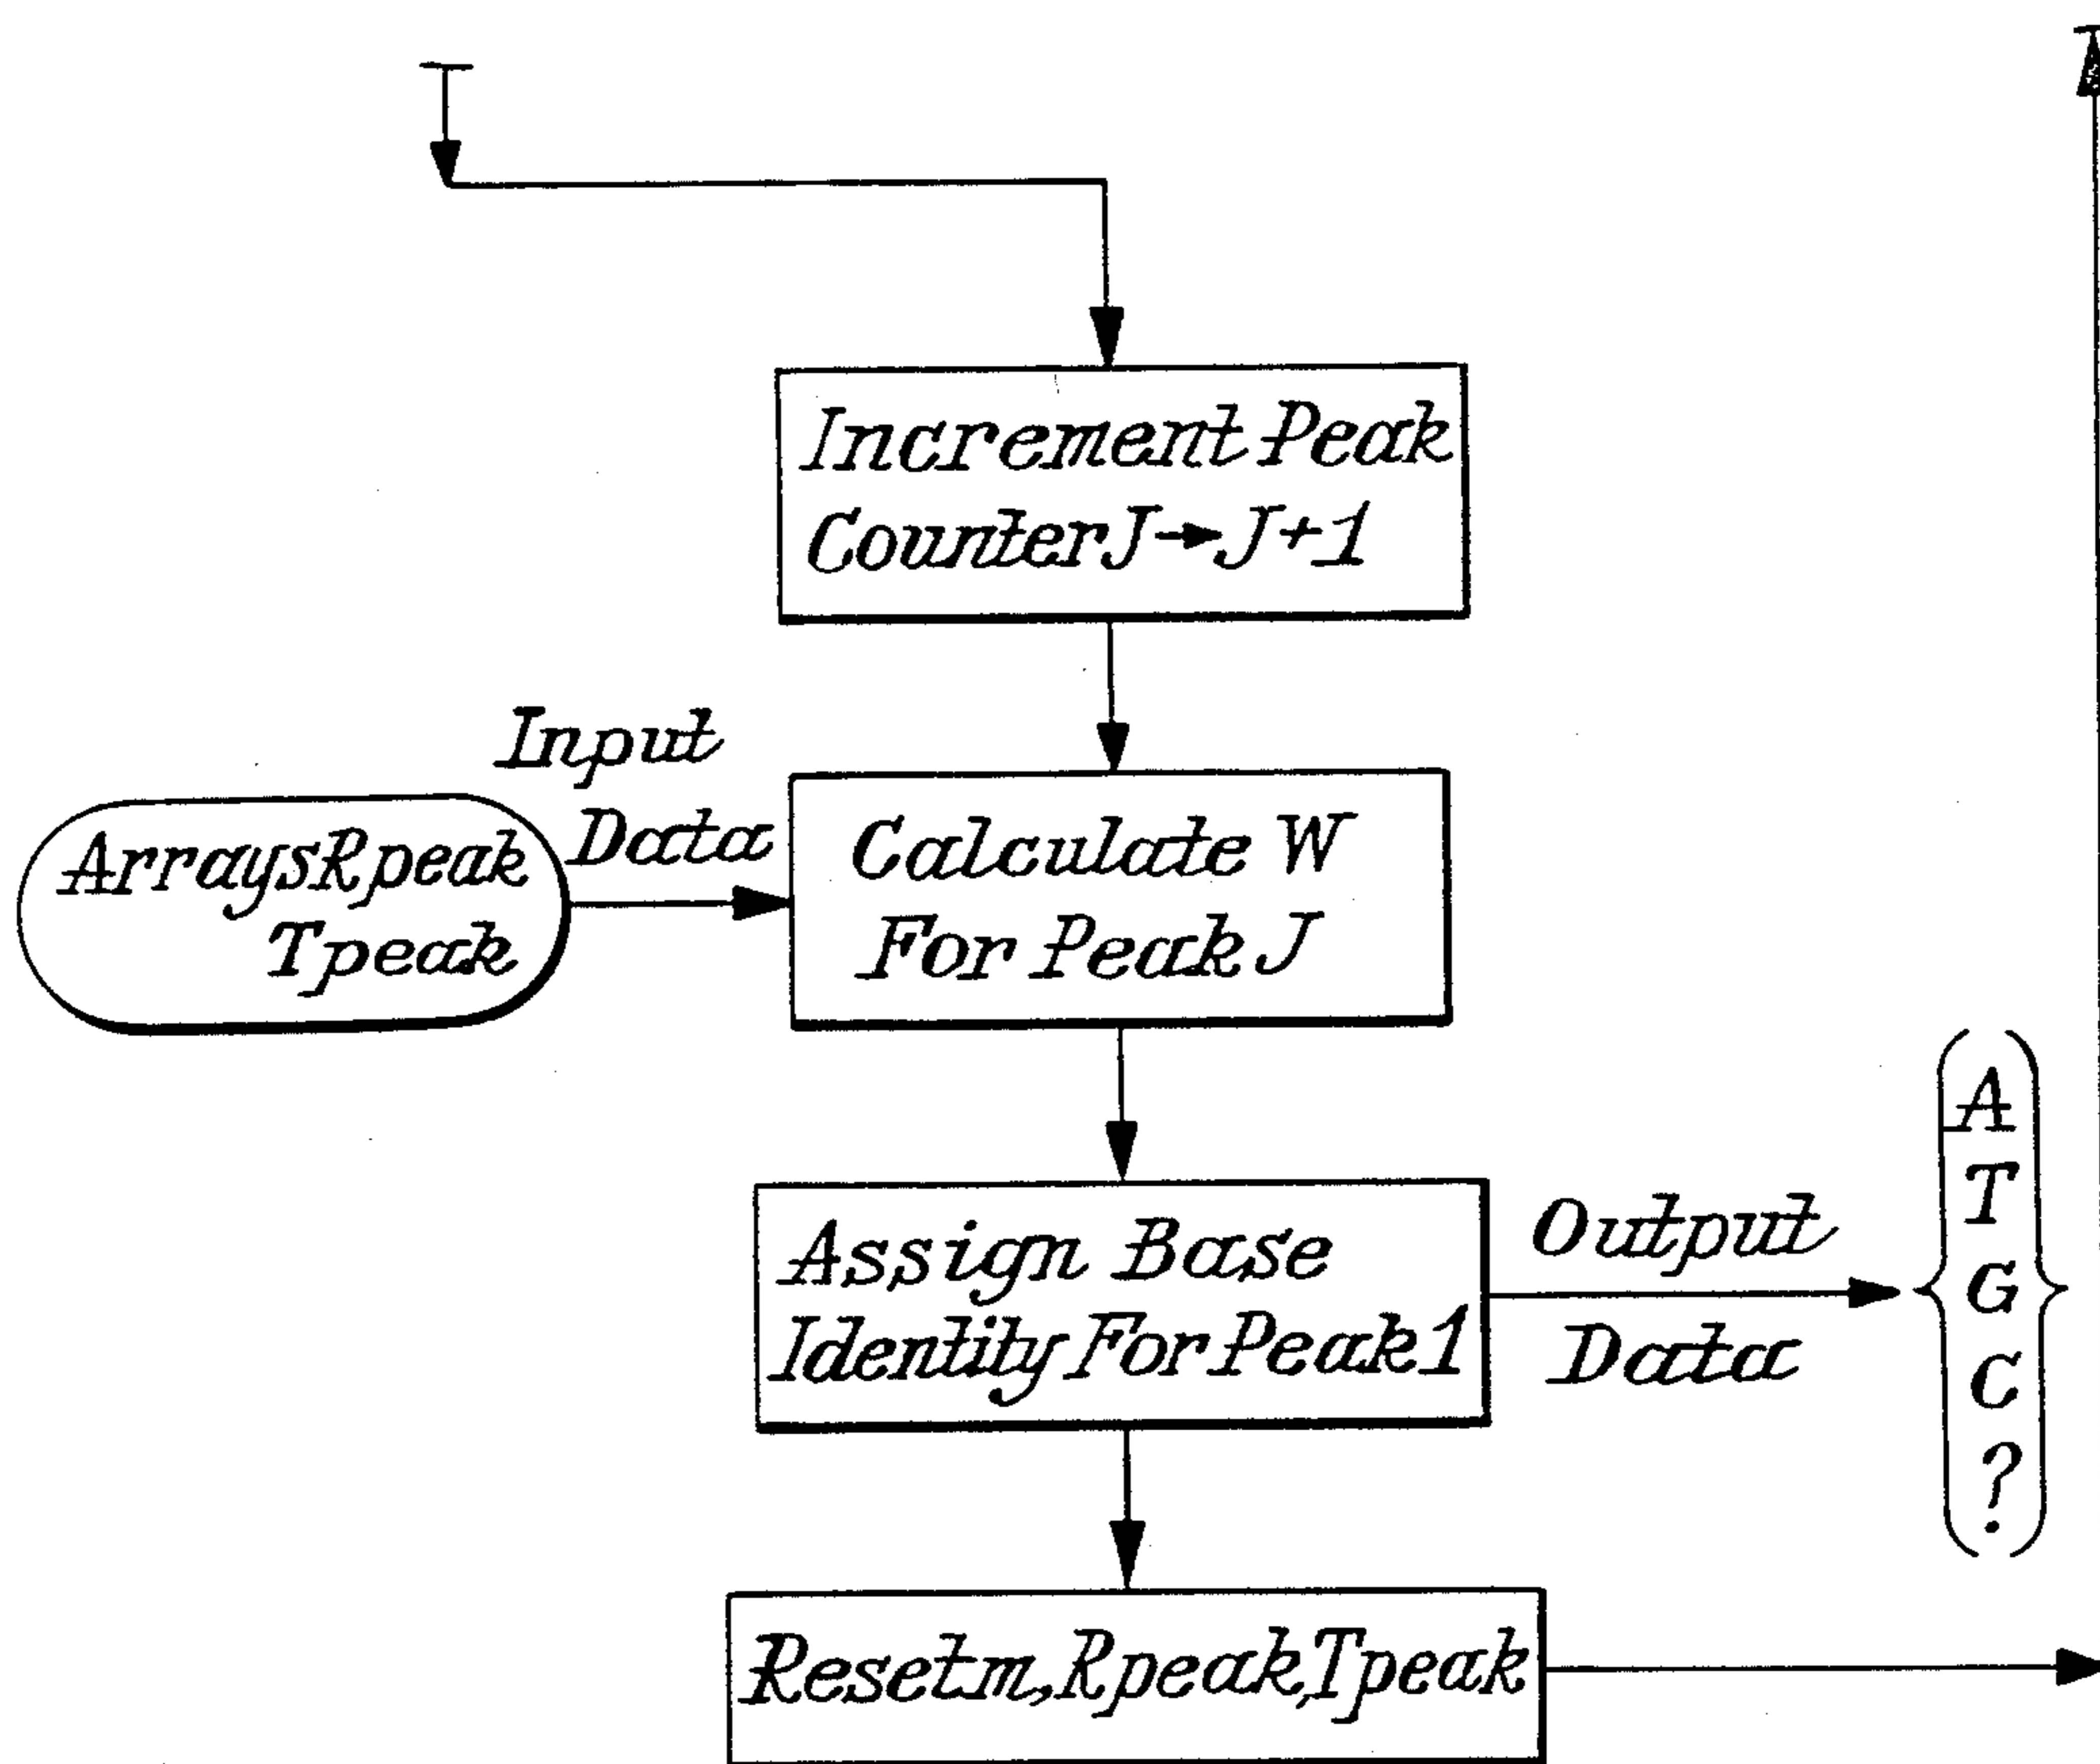 Increment Peak
Counter J→J+1
Input
Data
Arrays Rpeak
Tpeak
Calculate W
For Peak J
Assign Base
Identity For Peak 1
Output
Data
A
T
G
C
?
Reset m, Rpeak, Tpeak